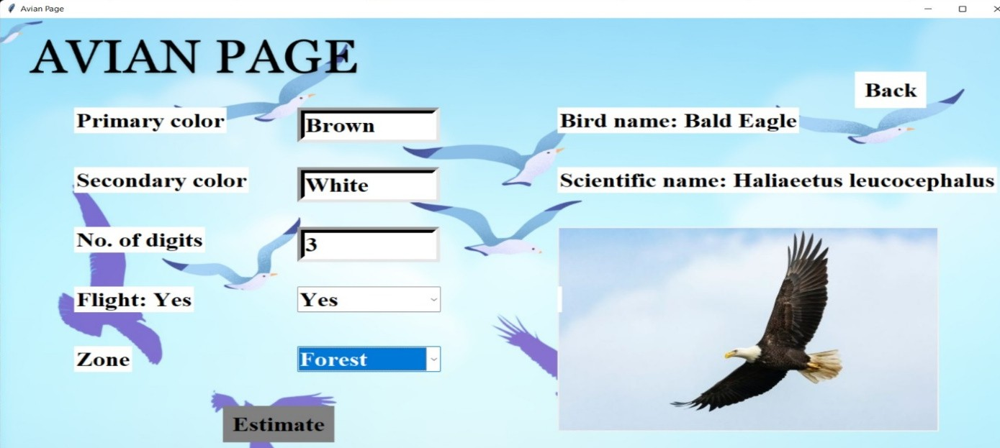 Avian Page
AVIAN PAGE
Back
Primary color
Brown
Bird name: Bald Eagle
Secondary color
White
Scientific name: Haliaeetus leucocephalus
No. of digits
3
Flight: Yes
Yes
Zone
Forest
Estimate